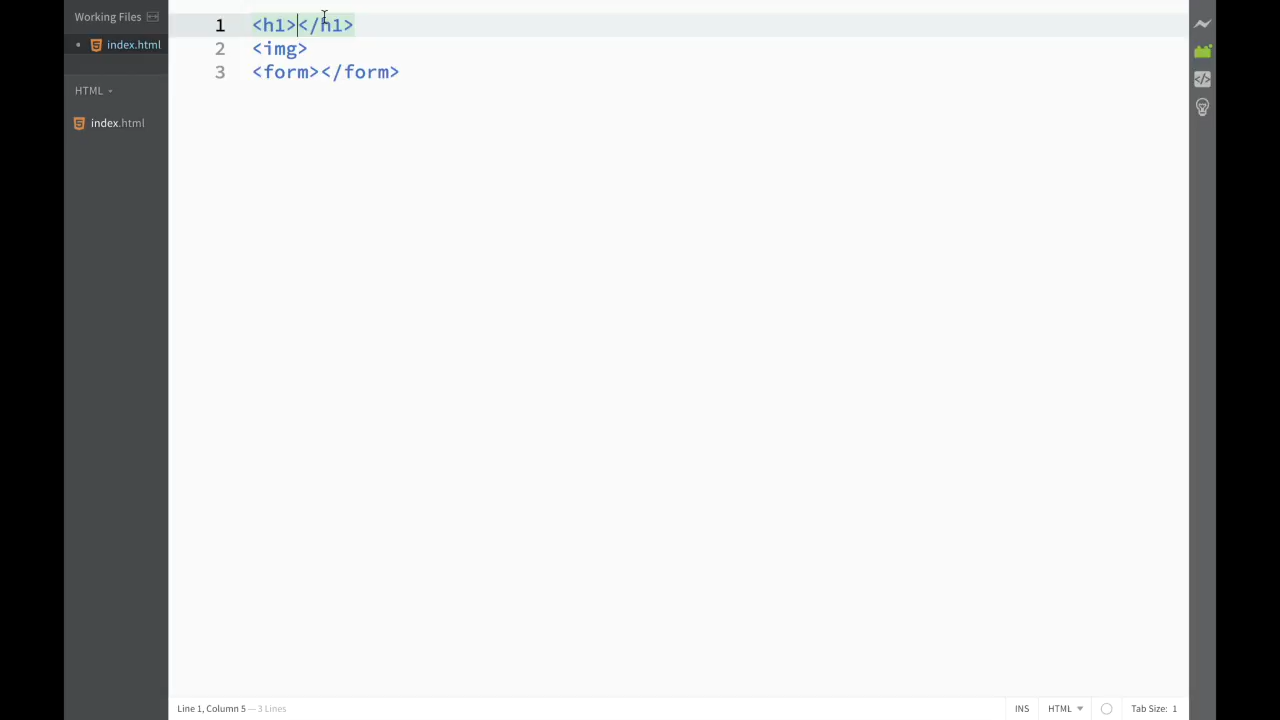 Working Files
index.html
HTML
index.html
1 <h1></h1>
2 <img>
3 <form></form>
Line 1, Column 5 — 3 Lines
INS
HTML
Tab Size: 1